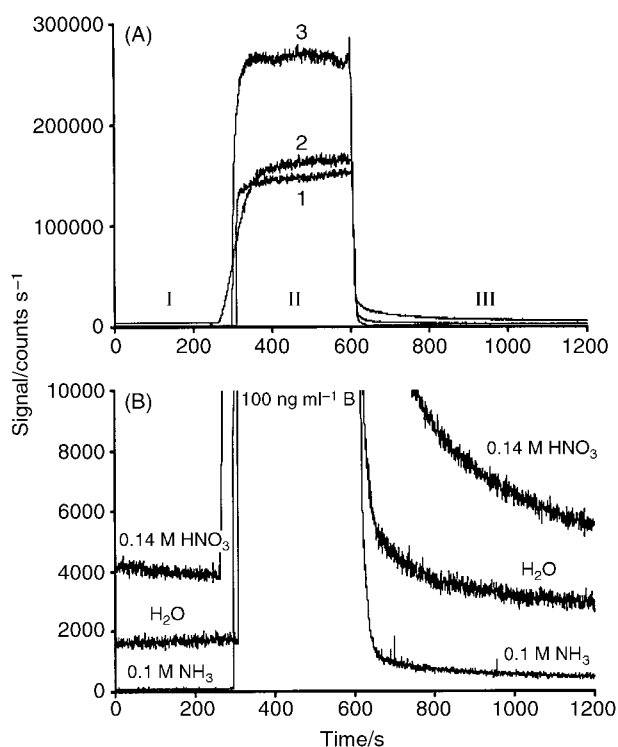 (A)
300000
200000
100000
0
3
2
1
I
II
III
0
200
400
600
800
1000
1200
Signal/counts s⁻¹
(B)
10000
8000
6000
4000
2000
0
100 ng ml⁻¹ B
0.14 M HNO₃
0.14 M HNO₃
H₂O
H₂O
0.1 M NH₃
0.1 M NH₃
0
200
400
600
800
1000
1200
Time/s